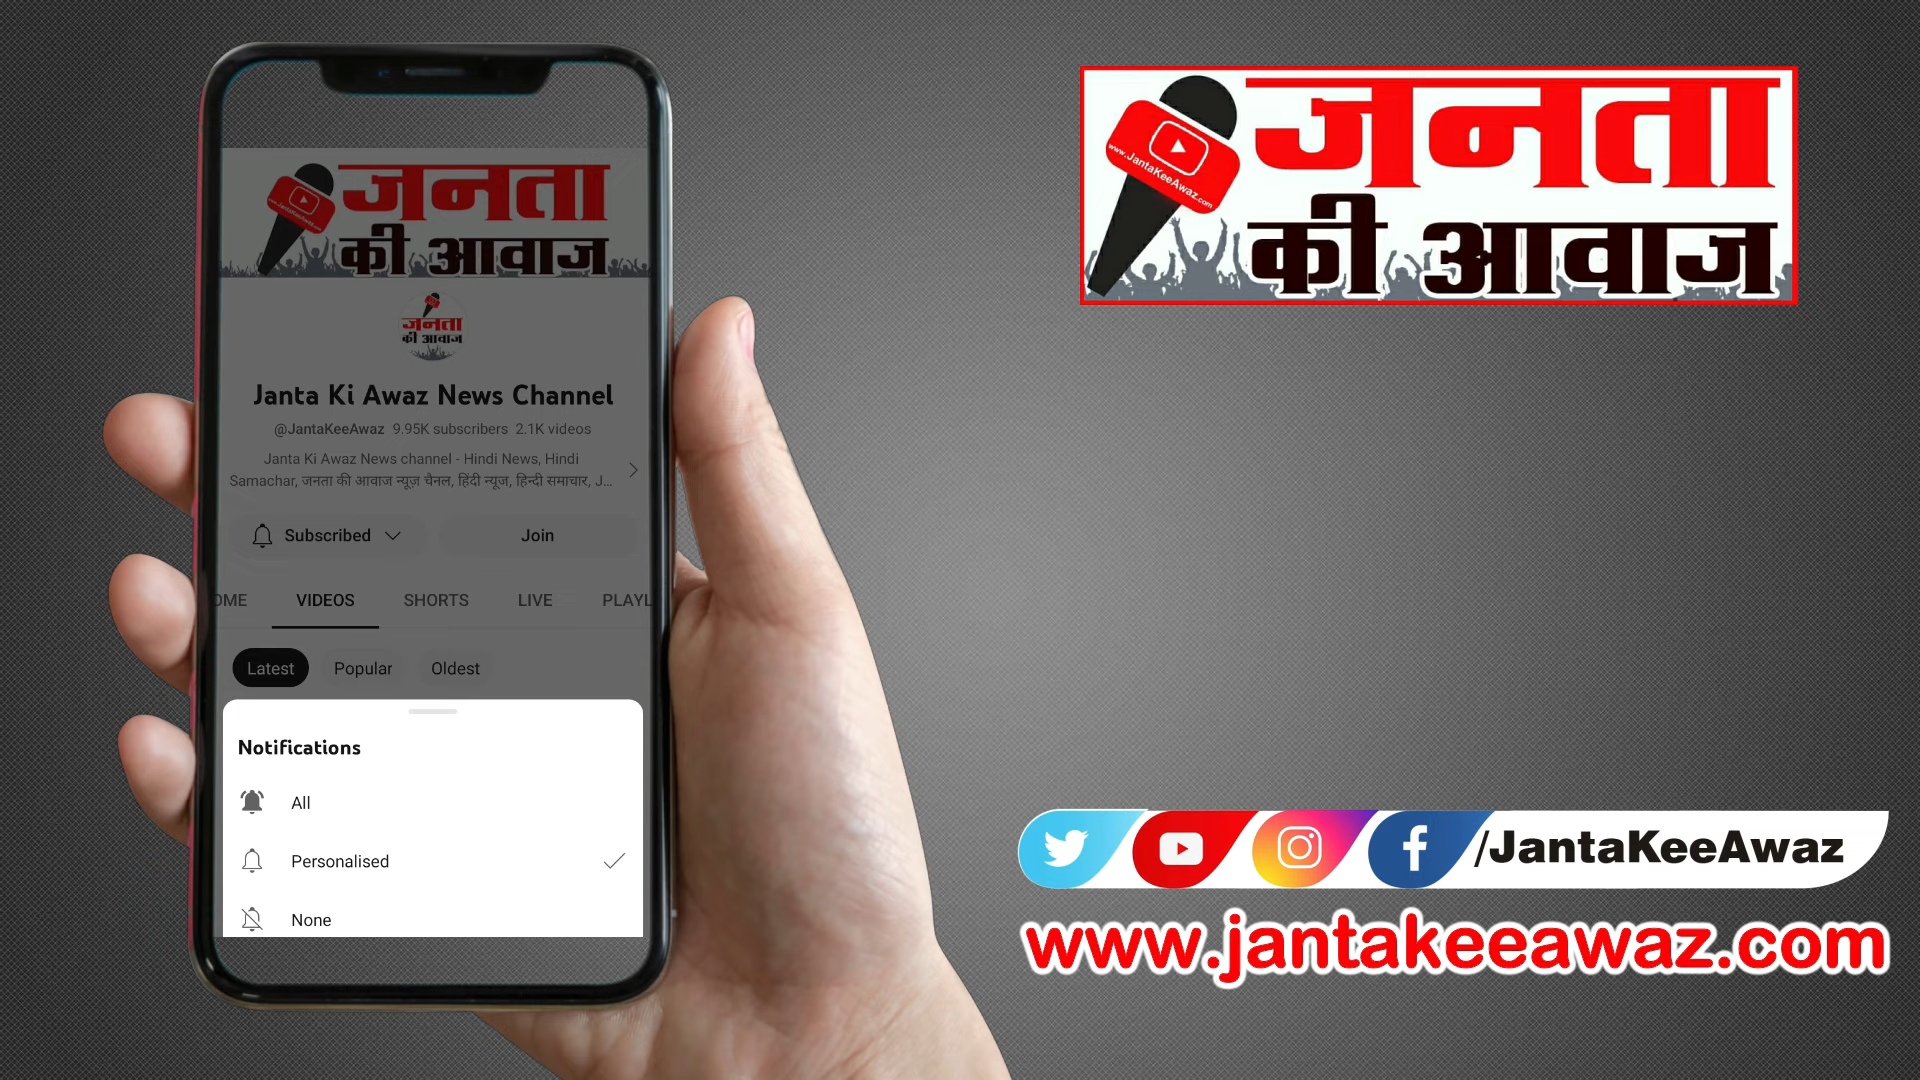 जनता
की आवाज
जनता
की आवाज
Janta Ki Awaz News Channel
@JantaKeeAwaz 9.95K subscribers 2.1K videos
Janta Ki Awaz News channel - Hindi News, Hindi
Samachar, जनता की आवाज न्यूज़ चैनल, हिंदी न्यूज, हिन्दी समाचार, J...
Subscribed
Join
OME VIDEOS SHORTS LIVE PLAYL
Latest Popular Oldest
Notifications
All
Personalised
None
www.JantaKeeAwaz.com
जनता
की आवाज
/JantaKeeAwaz
www.jantakeeawaz.com